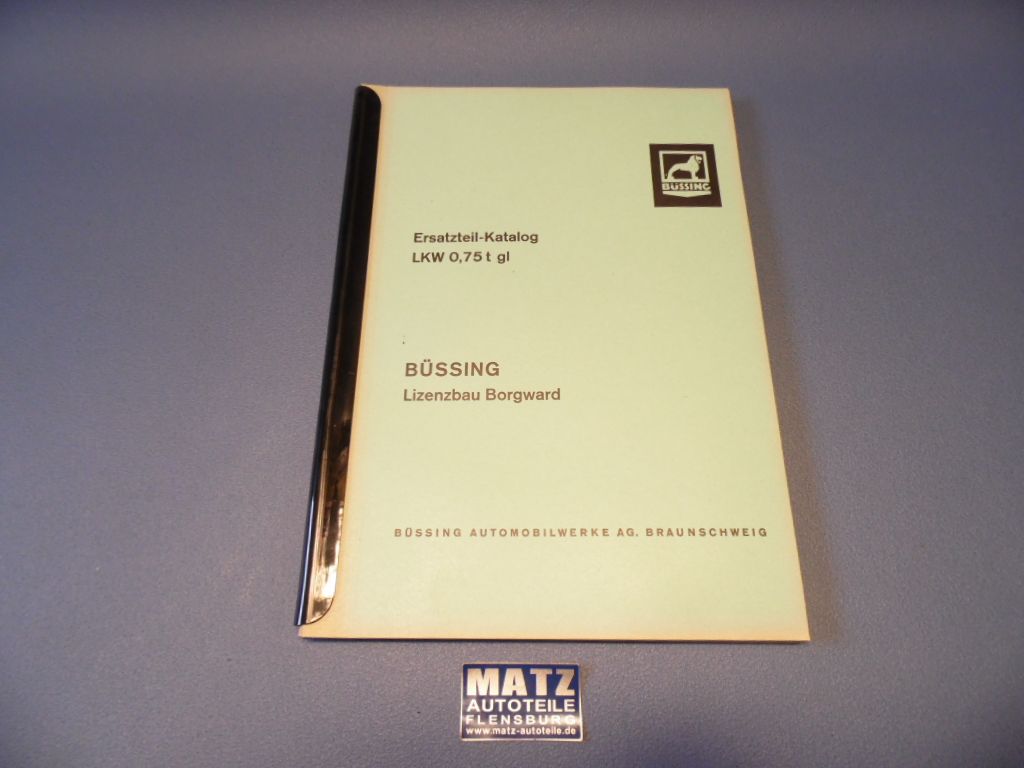 BÜSSING
Ersatzteil-Katalog
LKW 0,75 t gl
BÜSSING
Lizenzbau Borgward
BÜSSING AUTOMOBILWERKE AG. BRAUNSCHWEIG
MATZ
AUTOTEILE
FLENSBURG
www.matz-autoteile.de